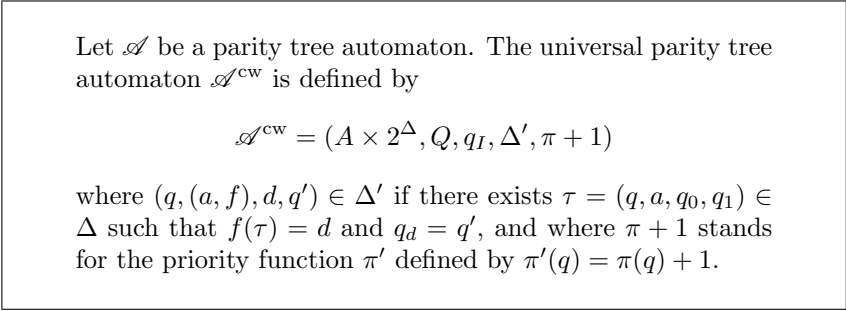 Let 𝒜 be a parity tree automaton. The universal parity tree
automaton 𝒜^cw is defined by
𝒜^cw = (A × 2^Δ, Q, q_I, Δ′, π + 1)
where (q, (a, f), d, q′) ∈ Δ′ if there exists τ = (q, a, q_0, q_1) ∈
Δ such that f(τ) = d and q_d = q′, and where π + 1 stands
for the priority function π′ defined by π′(q) = π(q) + 1.